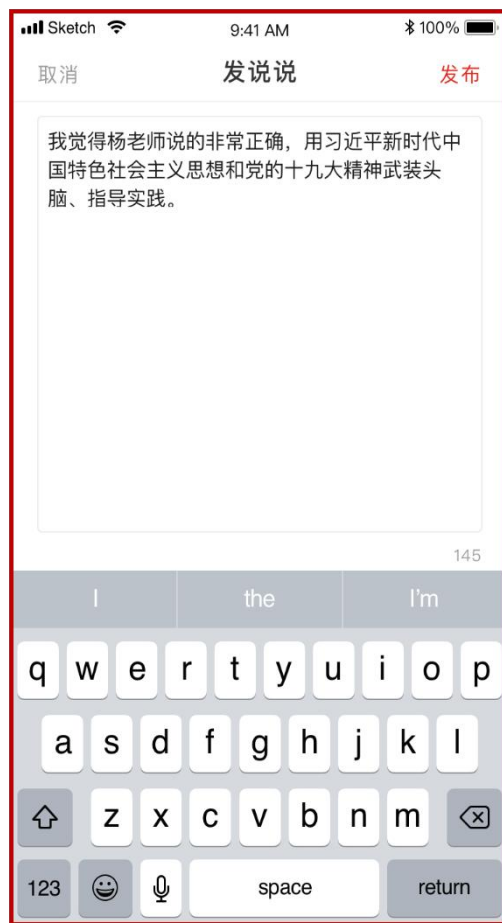 Sketch 9:41 AM 100%
取消 发说说 发布
我觉得杨老师说的非常正确，用习近平新时代中
国特色社会主义思想和党的十九大精神武装头
脑、指导实践。
145
I the I'm
q w e r t y u i o p
a s d f g h j k l
z x c v b n m
123 space return